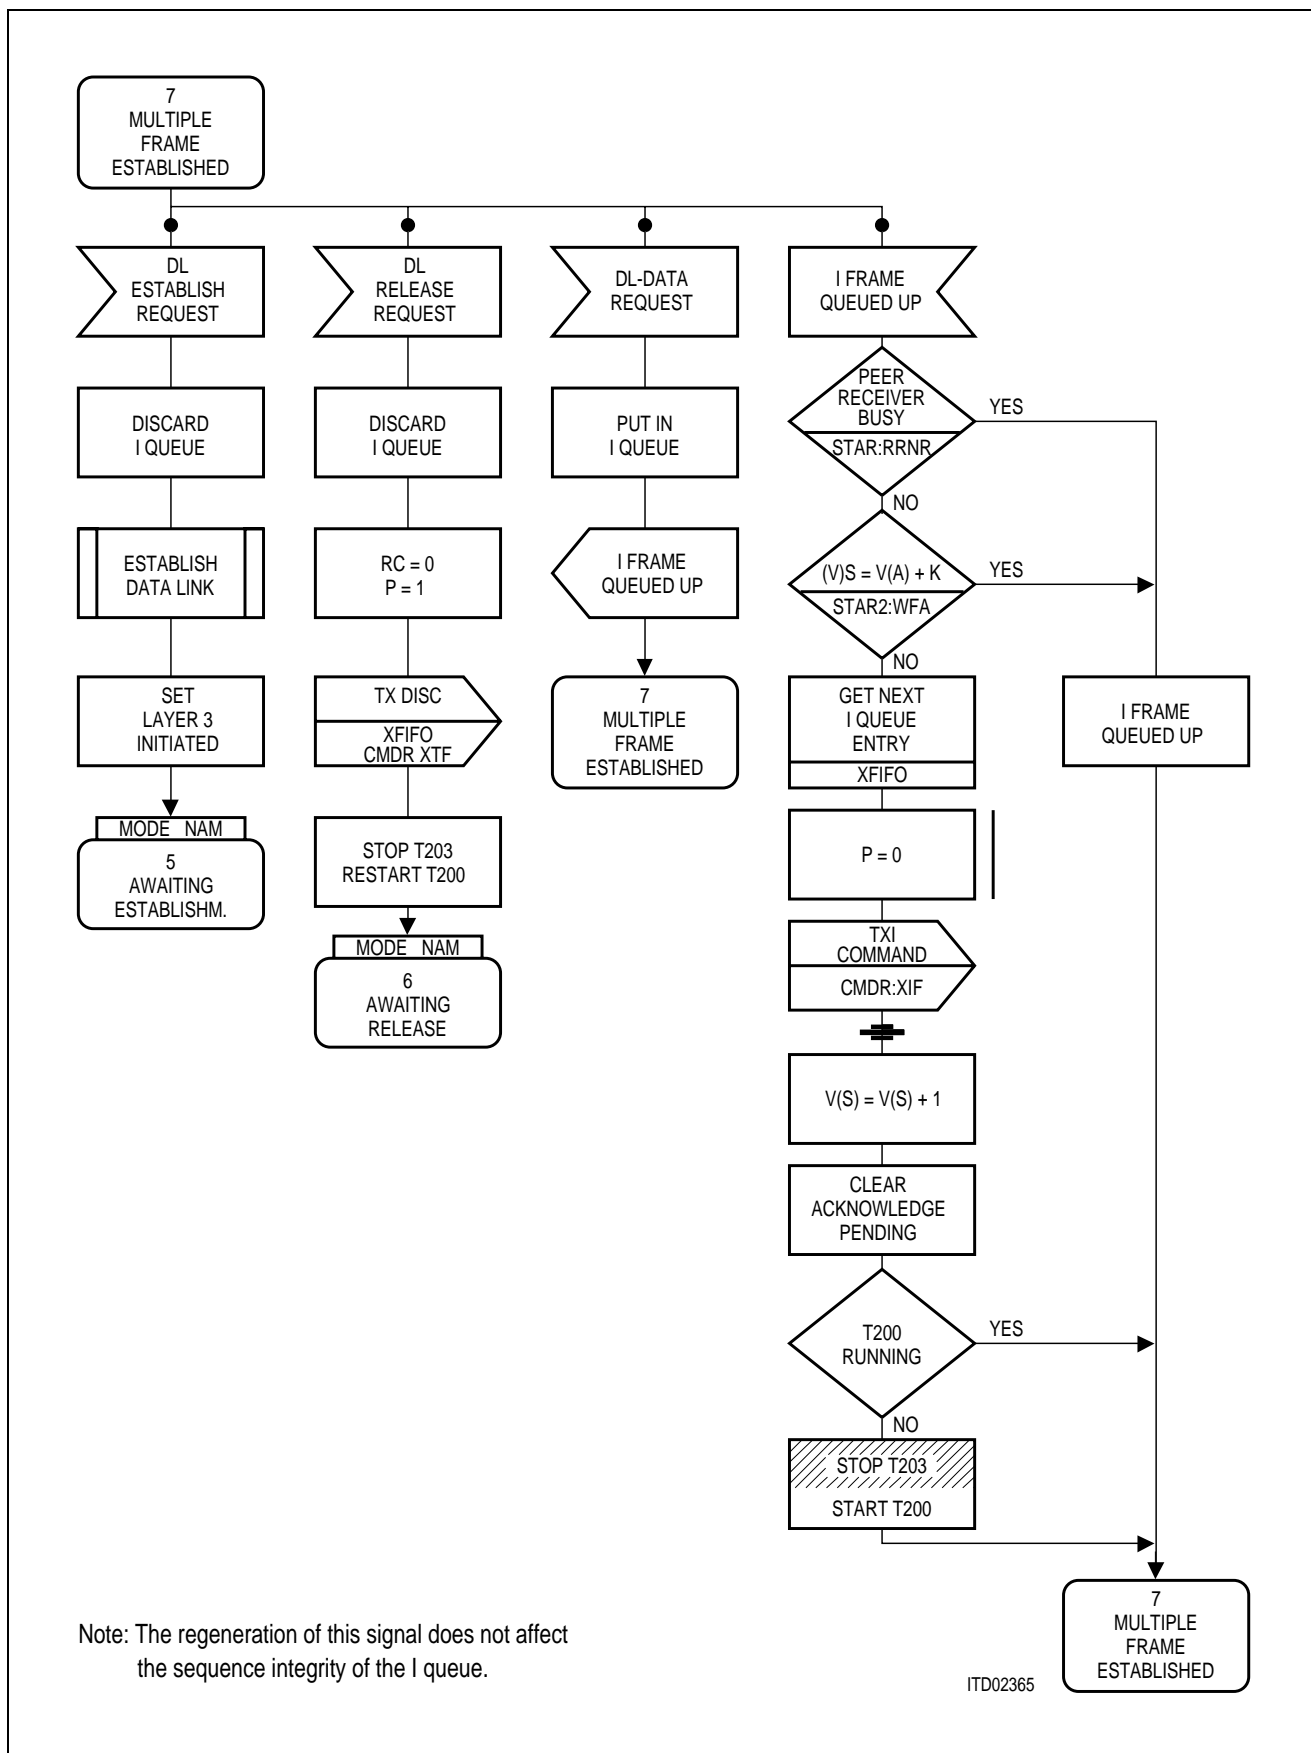 7
MULTIPLE
FRAME
ESTABLISHED
DL
ESTABLISH
REQUEST
DISCARD
I QUEUE
ESTABLISH
DATA LINK
SET
LAYER 3
INITIATED
MODE NAM
5
AWAITING
ESTABLISHM.
DL
RELEASE
REQUEST
DISCARD
I QUEUE
RC = 0
P = 1
TX DISC
XFIFO
CMDR XTF
STOP T203
RESTART T200
MODE NAM
6
AWAITING
RELEASE
DL-DATA
REQUEST
PUT IN
I QUEUE
I FRAME
QUEUED UP
7
MULTIPLE
FRAME
ESTABLISHED
I FRAME
QUEUED UP
PEER
RECEIVER
BUSY
STAR:RRNR
YES
NO
(V)S = V(A) + K
STAR2:WFA
YES
NO
GET NEXT
I QUEUE
ENTRY
XFIFO
P = 0
TXI
COMMAND
CMDR:XIF
V(S) = V(S) + 1
CLEAR
ACKNOWLEDGE
PENDING
T200
RUNNING
YES
NO
STOP T203
START T200
I FRAME
QUEUED UP
7
MULTIPLE
FRAME
ESTABLISHED
Note: The regeneration of this signal does not affect
the sequence integrity of the I queue.
ITD02365